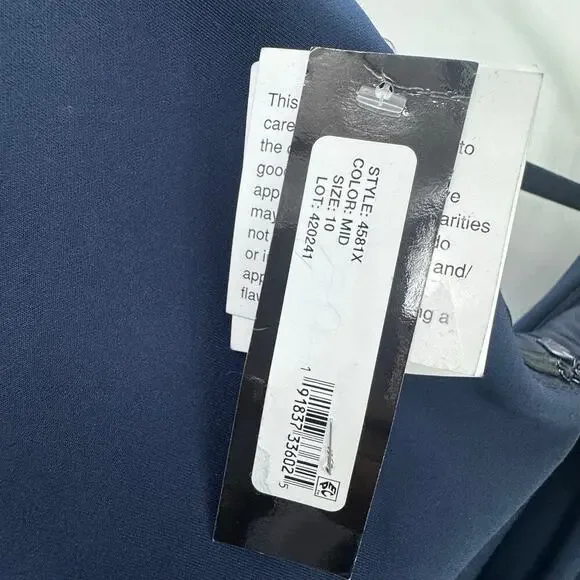 This
care
the
goo
app
may
not
or i
app
flav
to
ve
arities
do
and/
ng a
STYLE: 4581X
COLOR: MID
SIZE: 10
LOT: 420241
1 91837 33602 5